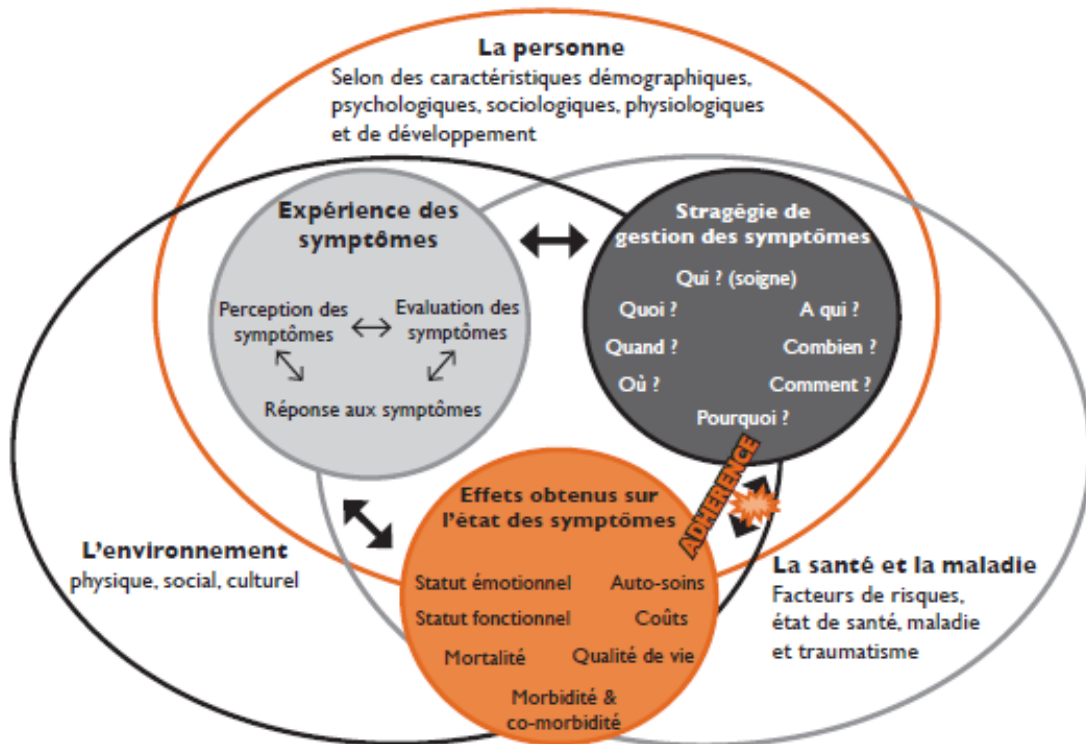 La personne
Selon des caractéristiques démographiques,
psychologiques, sociologiques, physiologiques
et de développement
Expérience des
symptômes
Perception des
symptômes
Evaluation des
symptômes
Réponse aux symptômes
Stragégie de
gestion des symptômes
Qui ? (soigne)
Quoi ?
A qui ?
Quand ?
Combien ?
Où ?
Comment ?
Pourquoi ?
ADHERENCE
Effets obtenus sur
l'état des symptômes
Statut émotionnel
Auto-soins
Statut fonctionnel
Coûts
Mortalité
Qualité de vie
Morbidité &
co-morbidité
L'environnement
physique, social, culturel
La santé et la maladie
Facteurs de risques,
état de santé, maladie
et traumatisme